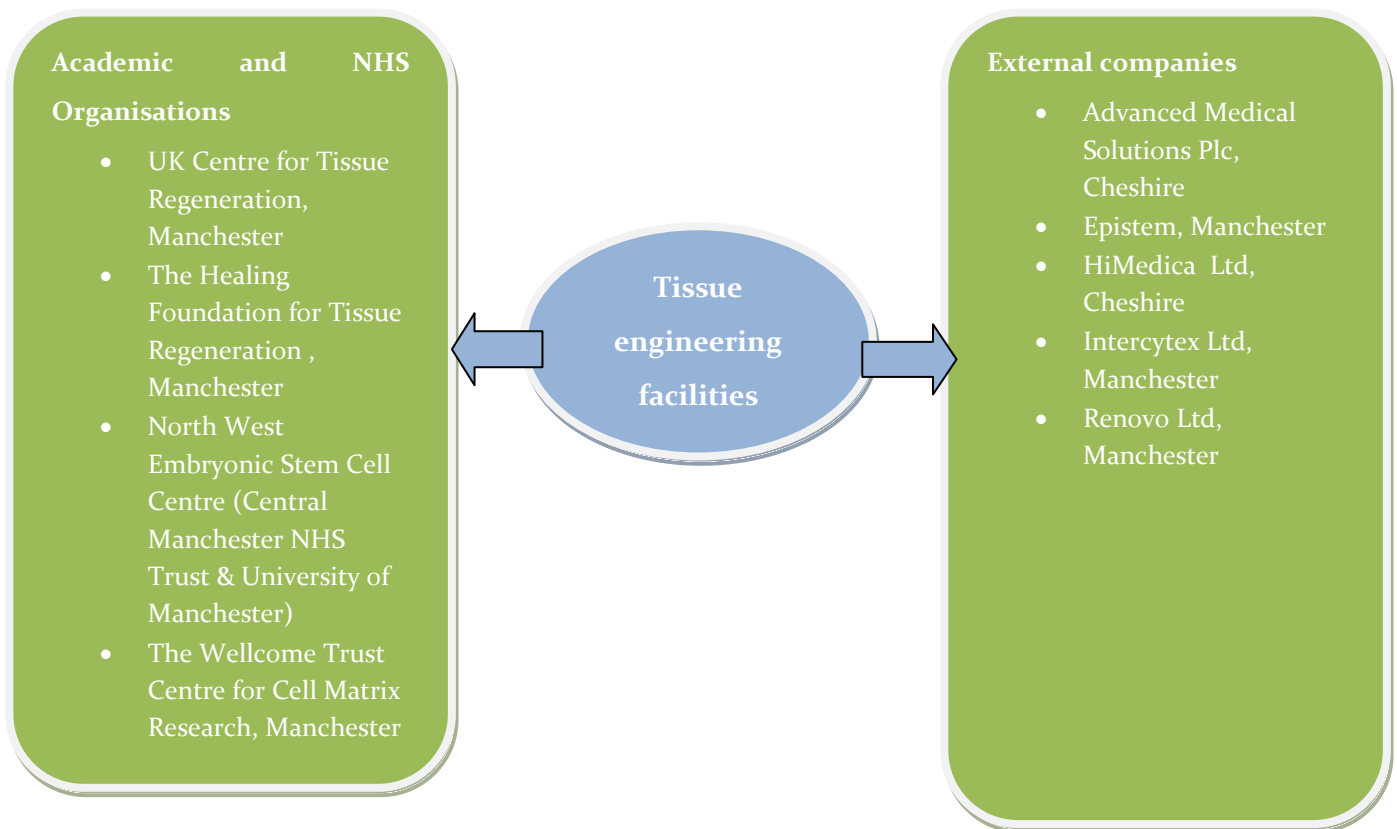 Academic and NHS
Organisations
• UK Centre for Tissue
Regeneration,
Manchester
• The Healing
Foundation for Tissue
Regeneration ,
Manchester
• North West
Embryonic Stem Cell
Centre (Central
Manchester NHS
Trust & University of
Manchester)
• The Wellcome Trust
Centre for Cell Matrix
Research, Manchester
Tissue
engineering
facilities
External companies
• Advanced Medical
Solutions Plc,
Cheshire
• Epistem, Manchester
• HiMedica Ltd,
Cheshire
• Intercytex Ltd,
Manchester
• Renovo Ltd,
Manchester